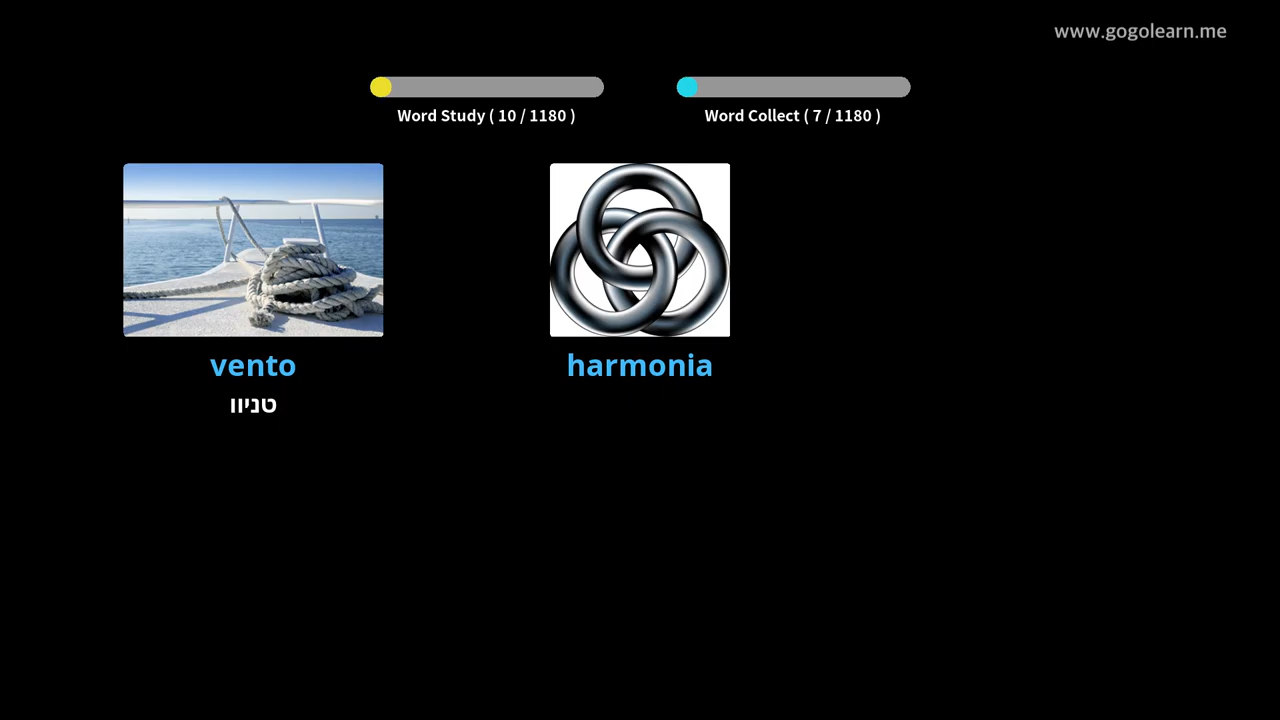 www.gogolearn.me
Word Study ( 10 / 1180 )
Word Collect ( 7 / 1180 )
vento
harmonia
טניוו